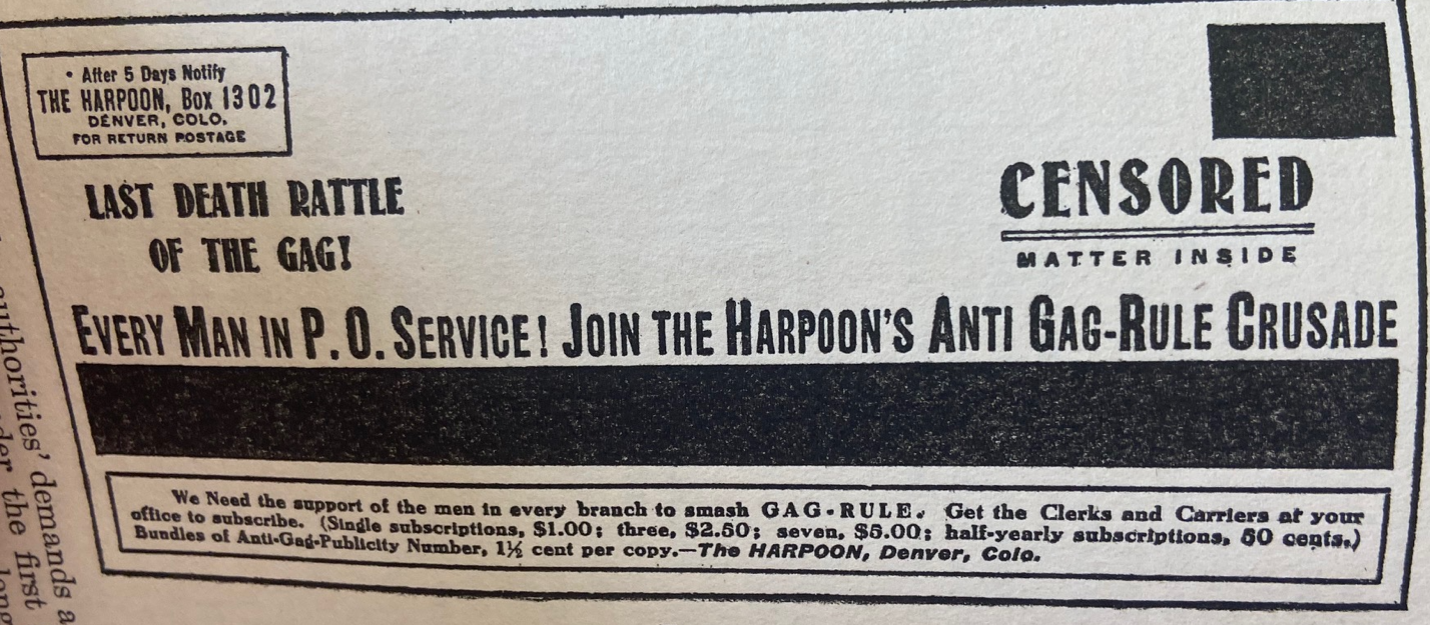 • After 5 Days Notify
THE HARPOON, Box 1302
DENVER, COLO.
FOR RETURN POSTAGE
LAST DEATH RATTLE
OF THE GAG!
CENSORED
MATTER INSIDE
EVERY MAN IN P. O. SERVICE! JOIN THE HARPOON'S ANTI GAG-RULE CRUSADE
We Need the support of the men in every branch to smash GAG-RULE. Get the Clerks and Carriers at your
office to subscribe. (Single subscriptions, $1.00; three, $2.50; seven, $5.00; half-yearly subscriptions, 50 cents.)
Bundles of Anti-Gag-Publicity Number, 1½ cent per copy.—The HARPOON, Denver, Colo.
authorities' demands a
the first
long